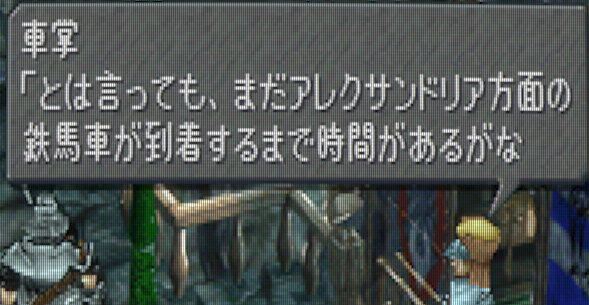 車掌
「とは言っても、まだアレクサンドリア方面の
鉄馬車が到着するまで時間があるがな